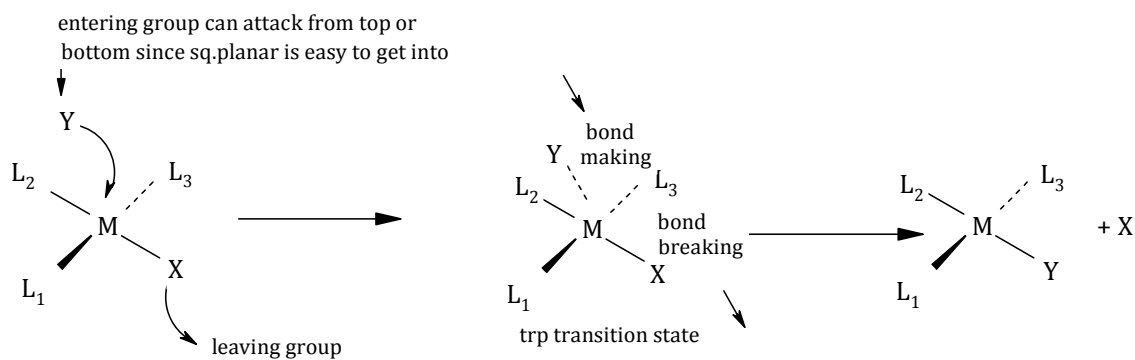 entering group can attack from top or
bottom since sq.planar is easy to get into
Y
L2
L3
M
X
L1
leaving group
bond
making
Y
L2
L3
M
bond
breaking
X
L1
trp transition state
L2
L3
M
Y
L1
+ X